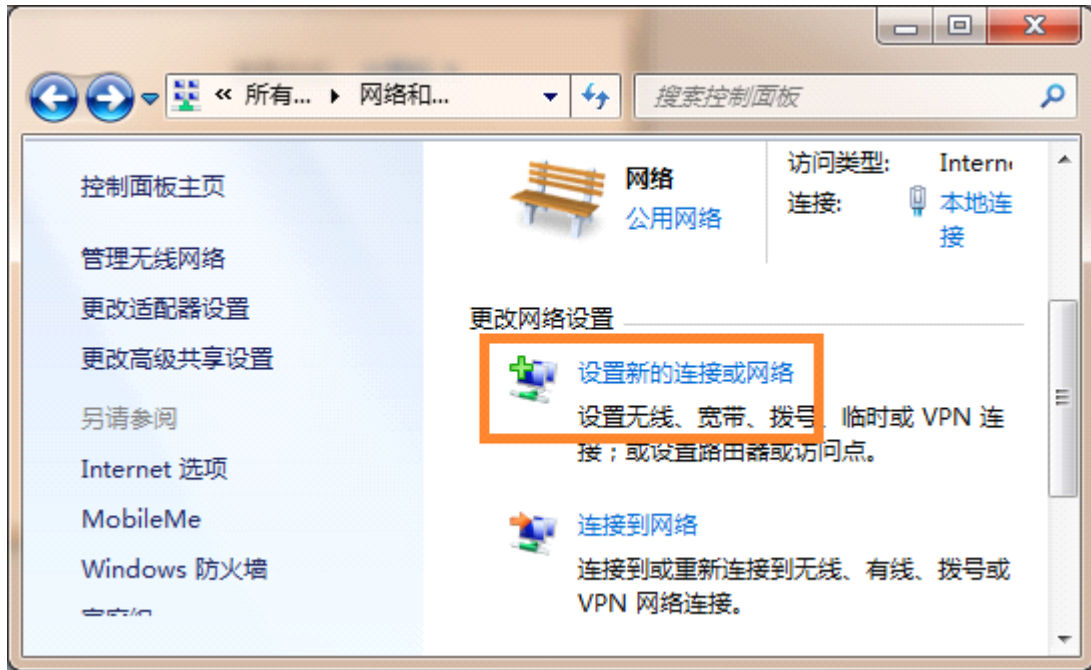 « 所有... ▸ 网络和...
搜索控制面板
控制面板主页
管理无线网络
更改适配器设置
更改高级共享设置
另请参阅
Internet 选项
MobileMe
Windows 防火墙
网络
公用网络
访问类型:
Intern
连接:
本地连
接
更改网络设置
设置新的连接或网络
设置无线、宽带、拨号、临时或 VPN 连
接；或设置路由器或访问点。
连接到网络
连接到或重新连接到无线、有线、拨号或
VPN 网络连接。